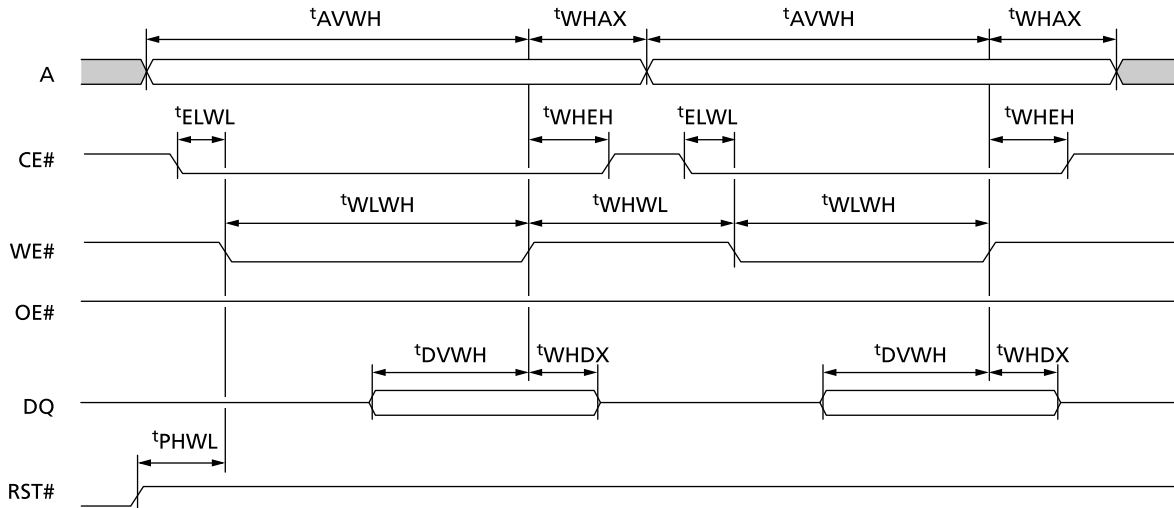 tAVWH tWHAX tAVWH tWHAX
A
tELWL tWHEH tELWL tWHEH
CE#
tWLWH tWHWL tWLWH
WE#
OE#
tDVWH tWHDX tDVWH tWHDX
DQ
tPHWL
RST#